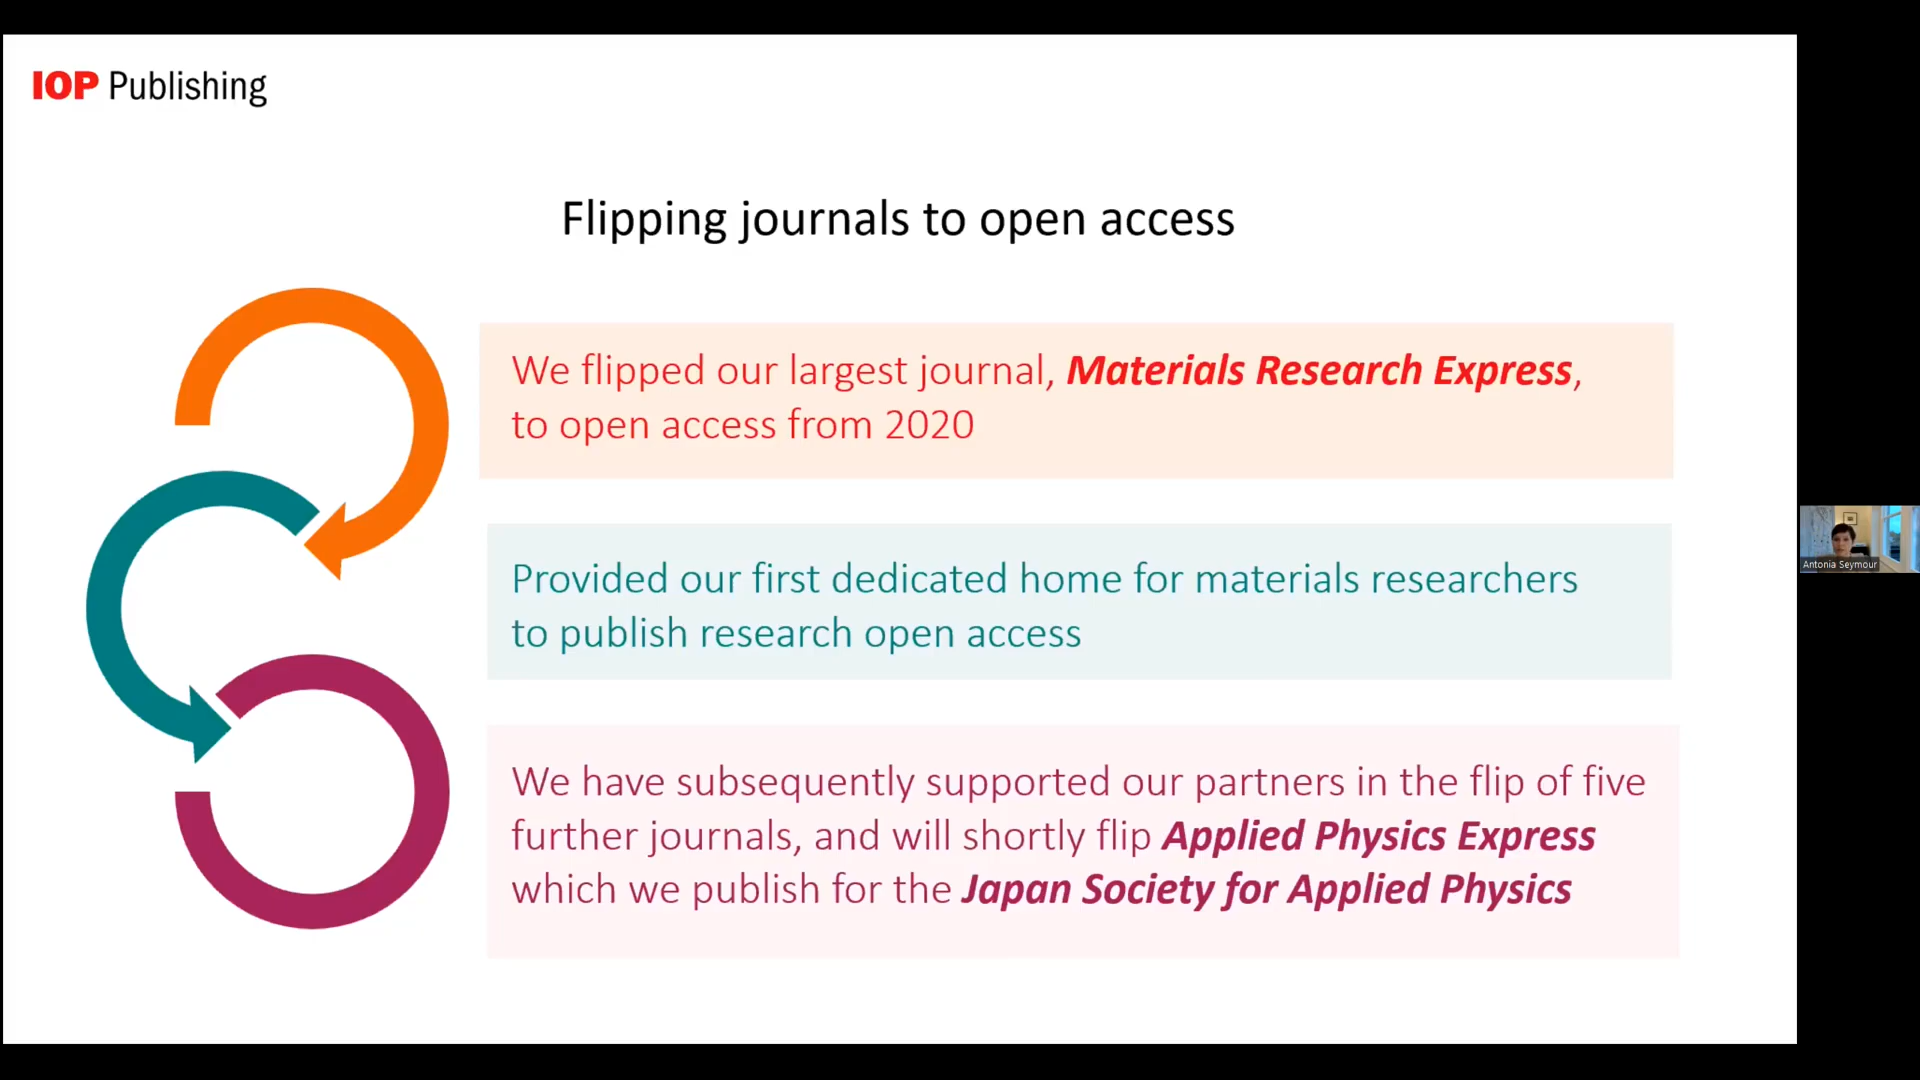 IOP Publishing
Flipping journals to open access
We flipped our largest journal, Materials Research Express,
to open access from 2020
Provided our first dedicated home for materials researchers
to publish research open access
We have subsequently supported our partners in the flip of five
further journals, and will shortly flip Applied Physics Express
which we publish for the Japan Society for Applied Physics
Antonia Seymour